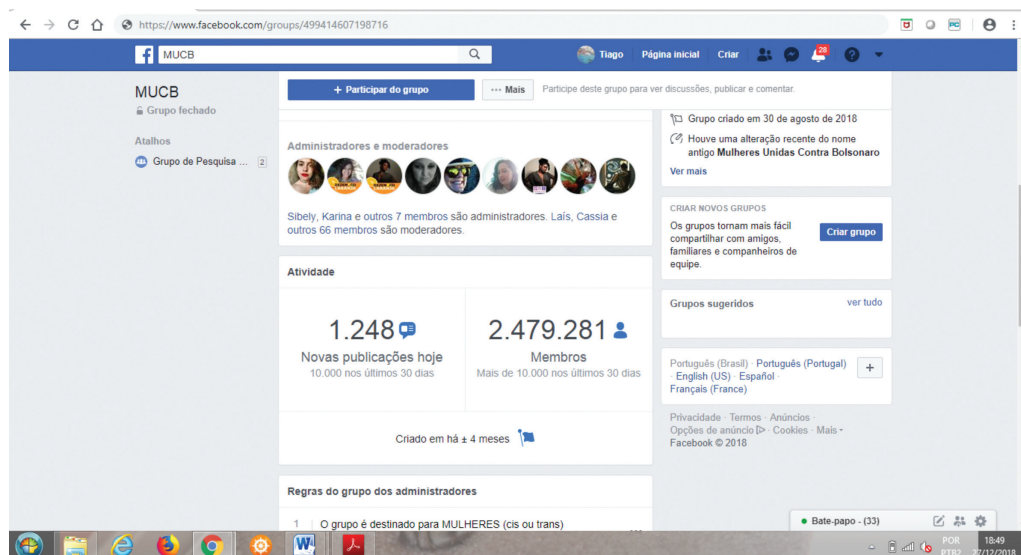 https://www.facebook.com/groups/499414607198716
MUCB
Tiago
Página inicial
Criar
28
MUCB
Grupo fechado
Atalhos
Grupo de Pesquisa ... 2
+ Participar do grupo
··· Mais
Participe deste grupo para ver discussões, publicar e comentar.
Administradores e moderadores
Sibely, Karina e outros 7 membros são administradores. Laís, Cassia e
outros 66 membros são moderadores.
Atividade
1.248
Novas publicações hoje
10.000 nos últimos 30 dias
2.479.281
Membros
Mais de 10.000 nos últimos 30 dias
Criado em há ± 4 meses
Regras do grupo dos administradores
1 O grupo é destinado para MULHERES (cis ou trans)
Grupo criado em 30 de agosto de 2018
Houve uma alteração recente do nome
antigo Mulheres Unidas Contra Bolsonaro
Ver mais
CRIAR NOVOS GRUPOS
Os grupos tornam mais fácil
compartilhar com amigos,
familiares e companheiros de
equipe.
Criar grupo
Grupos sugeridos
ver tudo
Português (Brasil) · Português (Portugal)
· English (US) · Español ·
Français (France)
+
Privacidade · Termos · Anúncios ·
Opções de anúncio · Cookies · Mais
Facebook © 2018
Bate-papo - (33)
POR
PTB2
18:49
27/12/2018